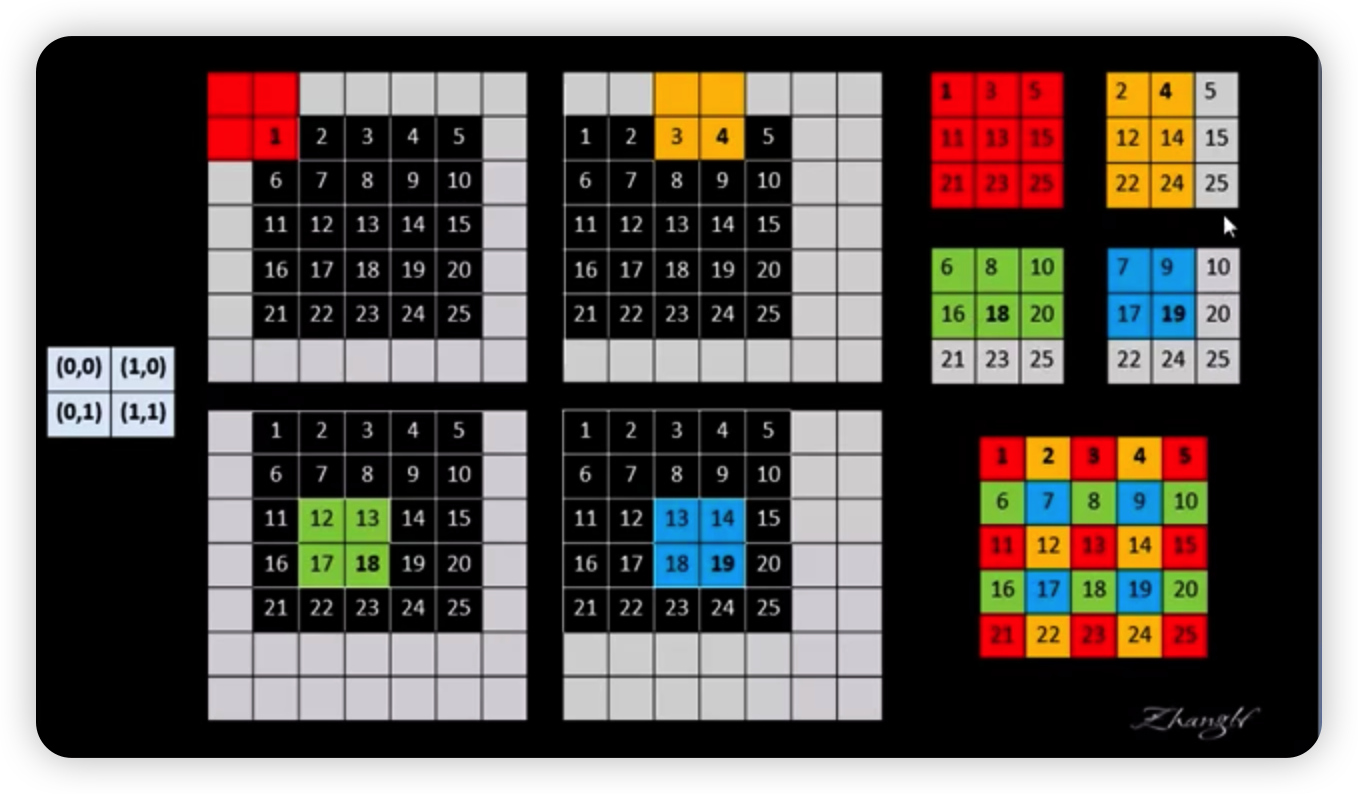 1 2 3 4 5
6 7 8 9 10
11 12 13 14 15
16 17 18 19 20
21 22 23 24 25
1 2 3 4 5
6 7 8 9 10
11 12 13 14 15
16 17 18 19 20
21 22 23 24 25
1 3 5
11 13 15
21 23 25
2 4 5
12 14 15
22 24 25
(0,0) (1,0)
(0,1) (1,1)
6 8 10
16 18 20
21 23 25
7 9 10
17 19 20
22 24 25
1 2 3 4 5
6 7 8 9 10
11 12 13 14 15
16 17 18 19 20
21 22 23 24 25
1 2 3 4 5
6 7 8 9 10
11 12 13 14 15
16 17 18 19 20
21 22 23 24 25
1 2 3 4 5
6 7 8 9 10
11 12 13 14 15
16 17 18 19 20
21 22 23 24 25